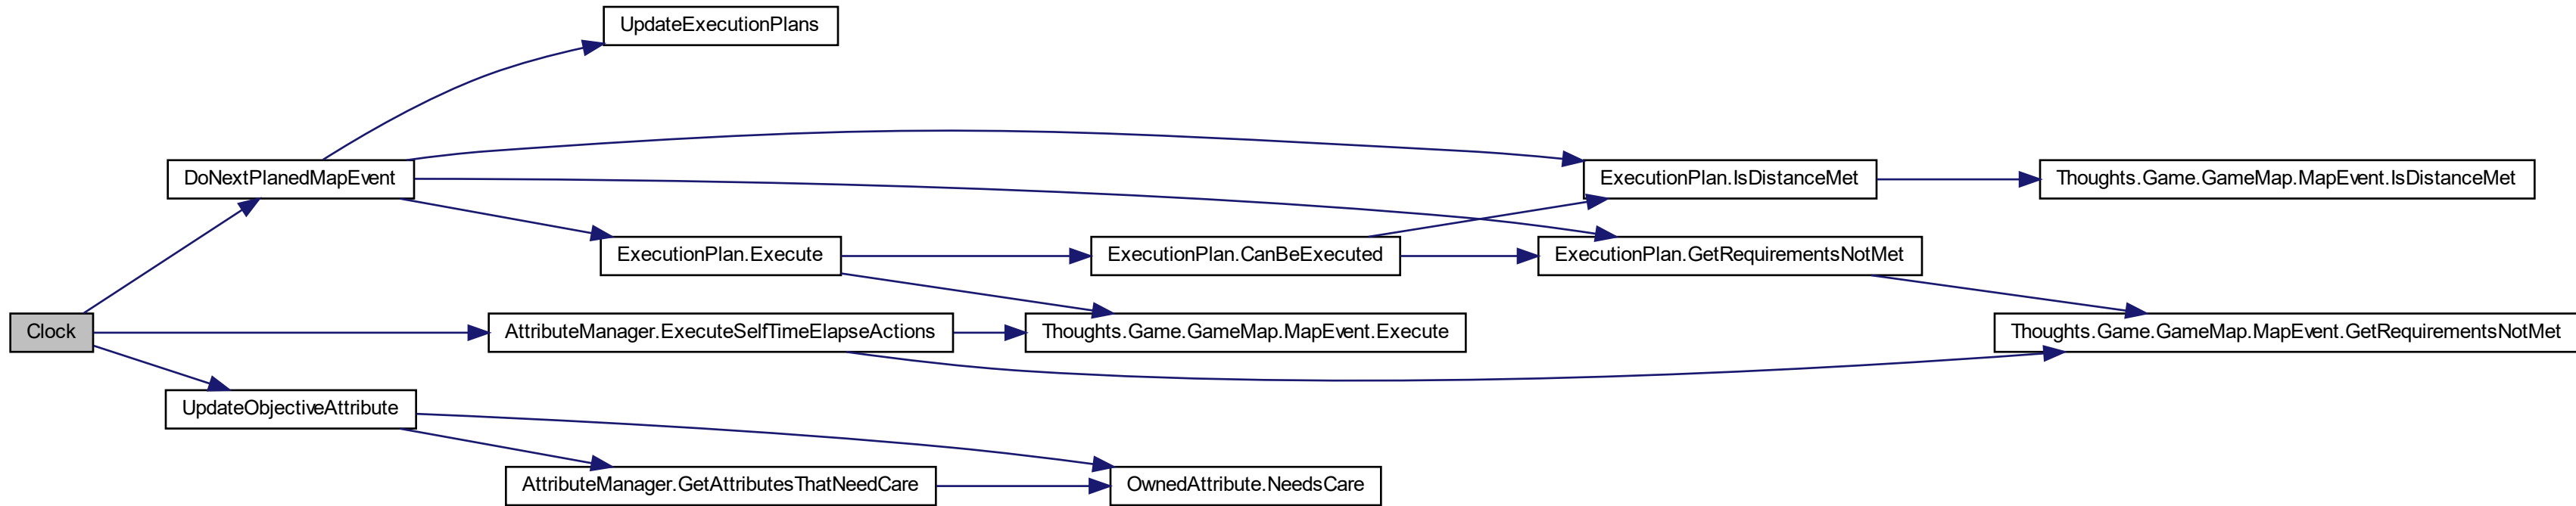 UpdateExecutionPlans
DoNextPlanedMapEvent
ExecutionPlan.IsDistanceMet
Thoughts.Game.GameMap.MapEvent.IsDistanceMet
ExecutionPlan.Execute
ExecutionPlan.CanBeExecuted
ExecutionPlan.GetRequirementsNotMet
Clock
AttributeManager.ExecuteSelfTimeElapseActions
Thoughts.Game.GameMap.MapEvent.Execute
Thoughts.Game.GameMap.MapEvent.GetRequirementsNotMet
UpdateObjectiveAttribute
AttributeManager.GetAttributesThatNeedCare
OwnedAttribute.NeedsCare